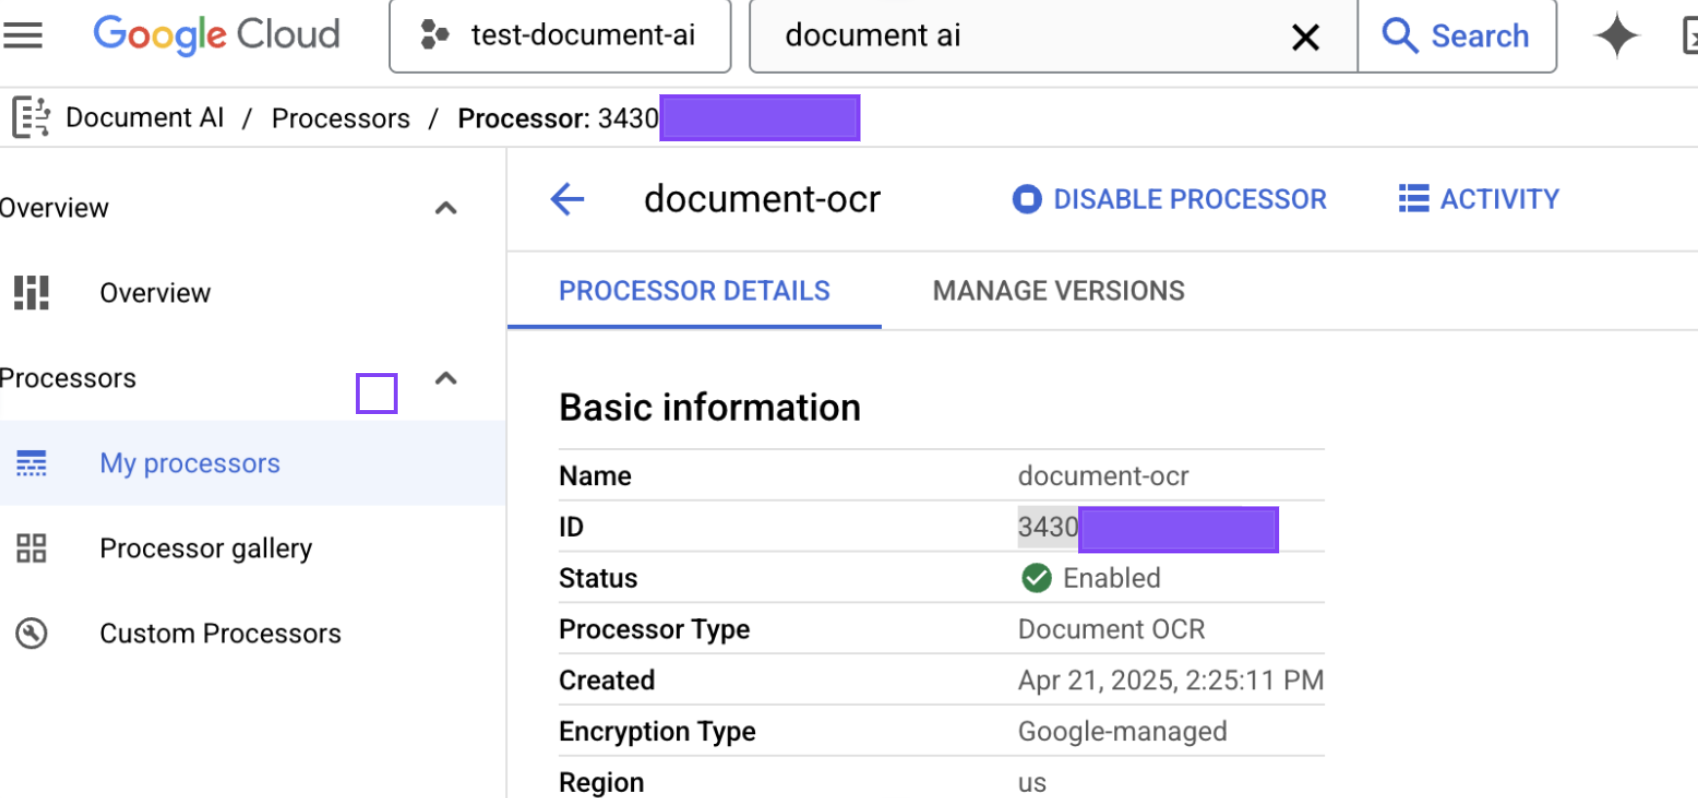 Google Cloud test-document-ai document ai Search
Document AI / Processors / Processor: 3430
Overview
Overview
Processors
My processors
Processor gallery
Custom Processors
document-ocr DISABLE PROCESSOR ACTIVITY
PROCESSOR DETAILS MANAGE VERSIONS
Basic information
Name document-ocr
ID 3430
Status Enabled
Processor Type Document OCR
Created Apr 21, 2025, 2:25:11 PM
Encryption Type Google-managed
Region us